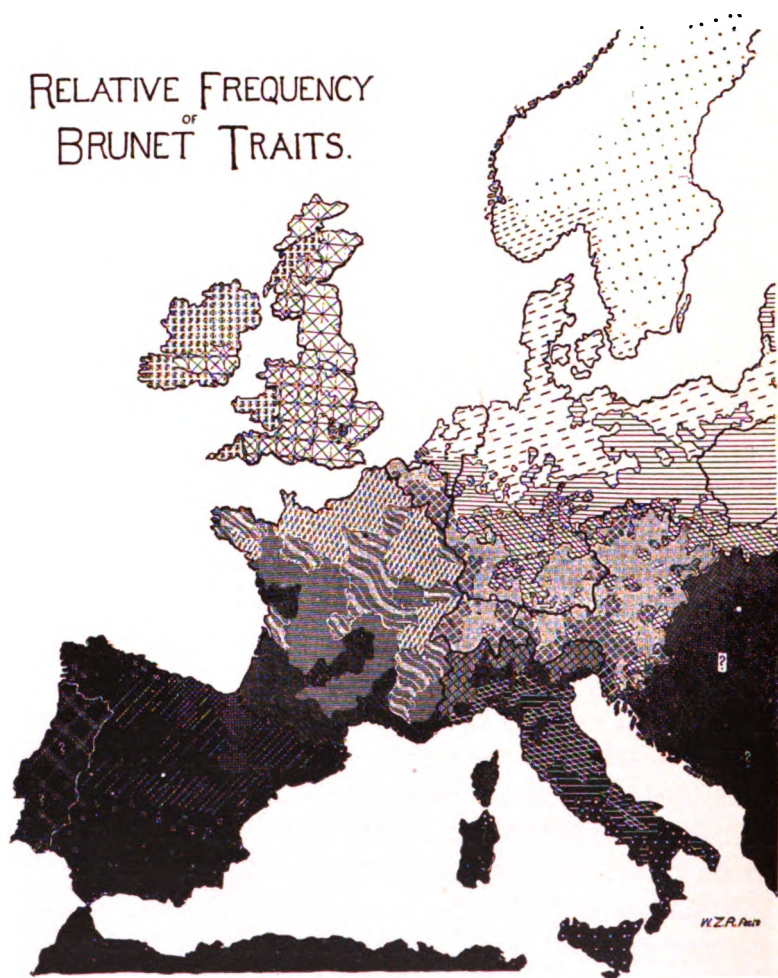 RELATIVE FREQUENCY
OF
BRUNET TRAITS.
?
?
?
W.Z.R. Fecit